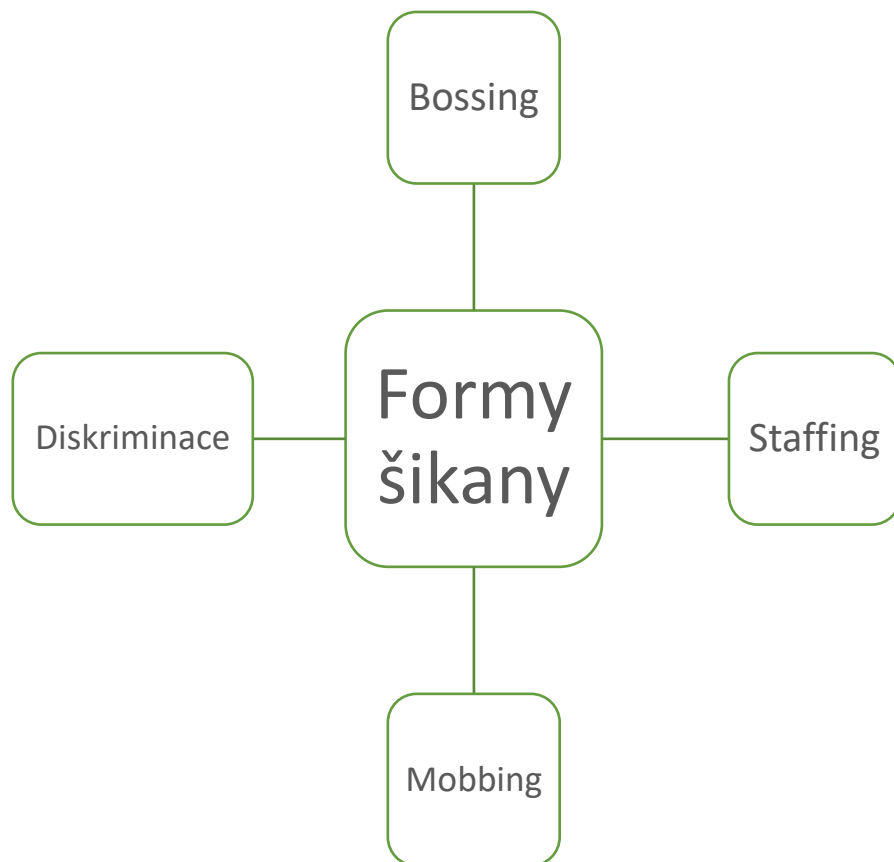 Bossing
Diskriminace
Formy
šikany
Staffing
Mobbing